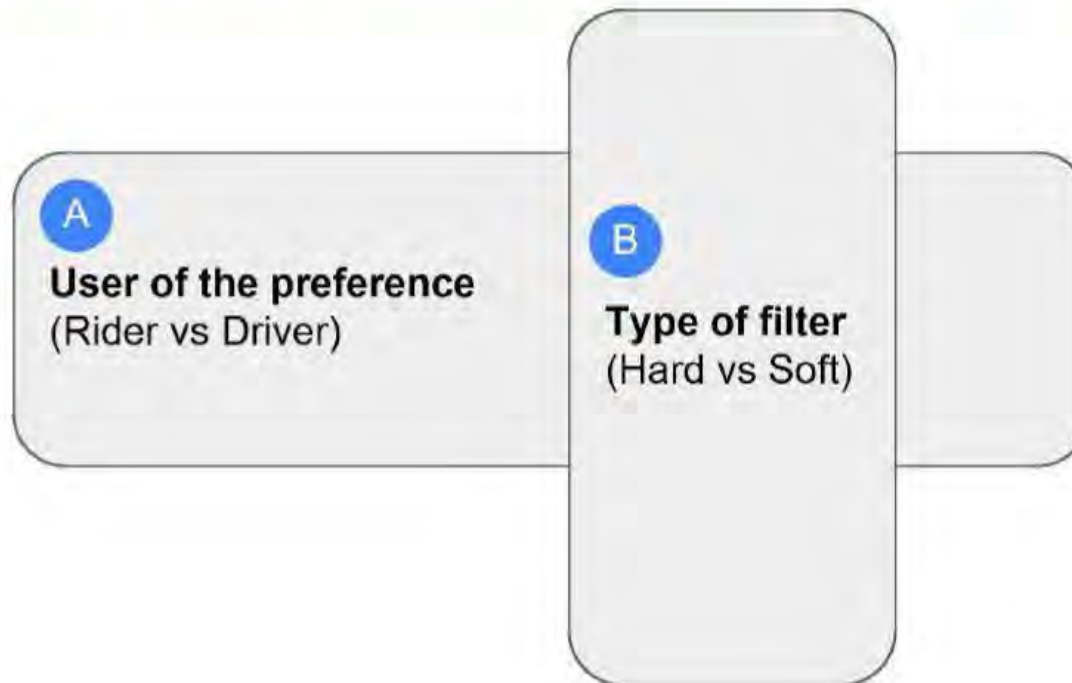 A
User of the preference
(Rider vs Driver)
B
Type of filter
(Hard vs Soft)